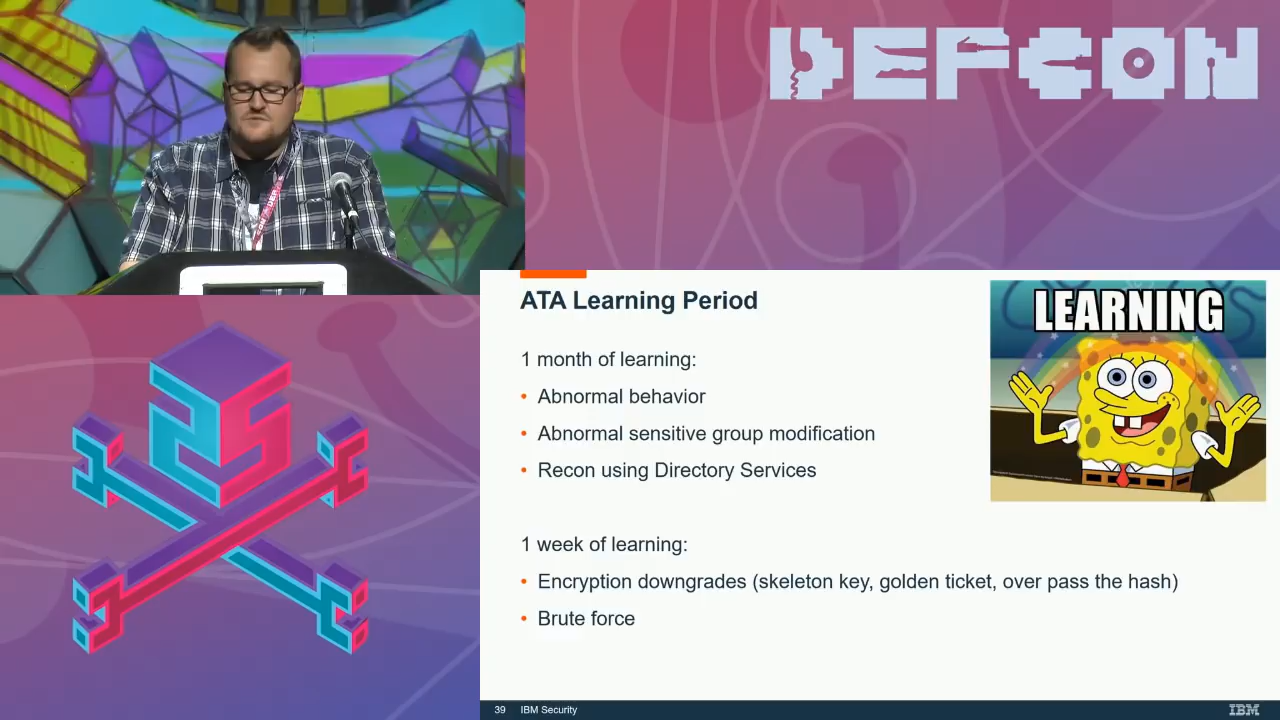 DEFCON
ATA Learning Period
LEARNING
1 month of learning:
• Abnormal behavior
• Abnormal sensitive group modification
• Recon using Directory Services
1 week of learning:
• Encryption downgrades (skeleton key, golden ticket, over pass the hash)
• Brute force
39 IBM Security
IBM